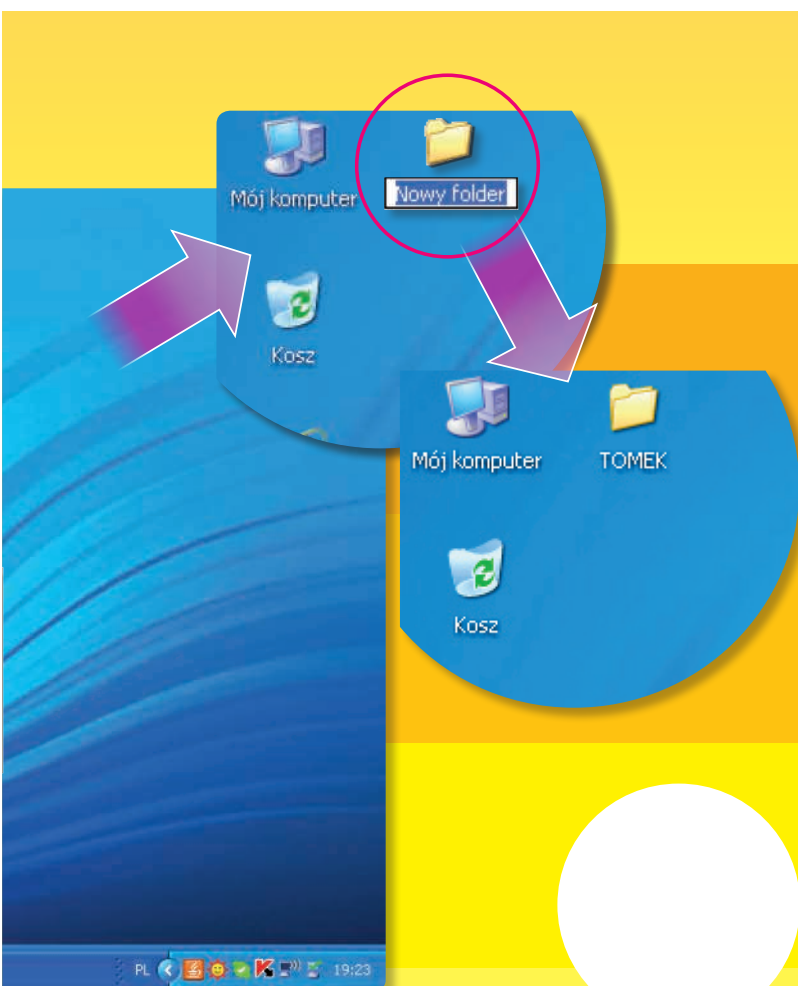 Mój komputer
Nowy folder
Kosz
Mój komputer
TOMEK
Kosz
PL
19:23